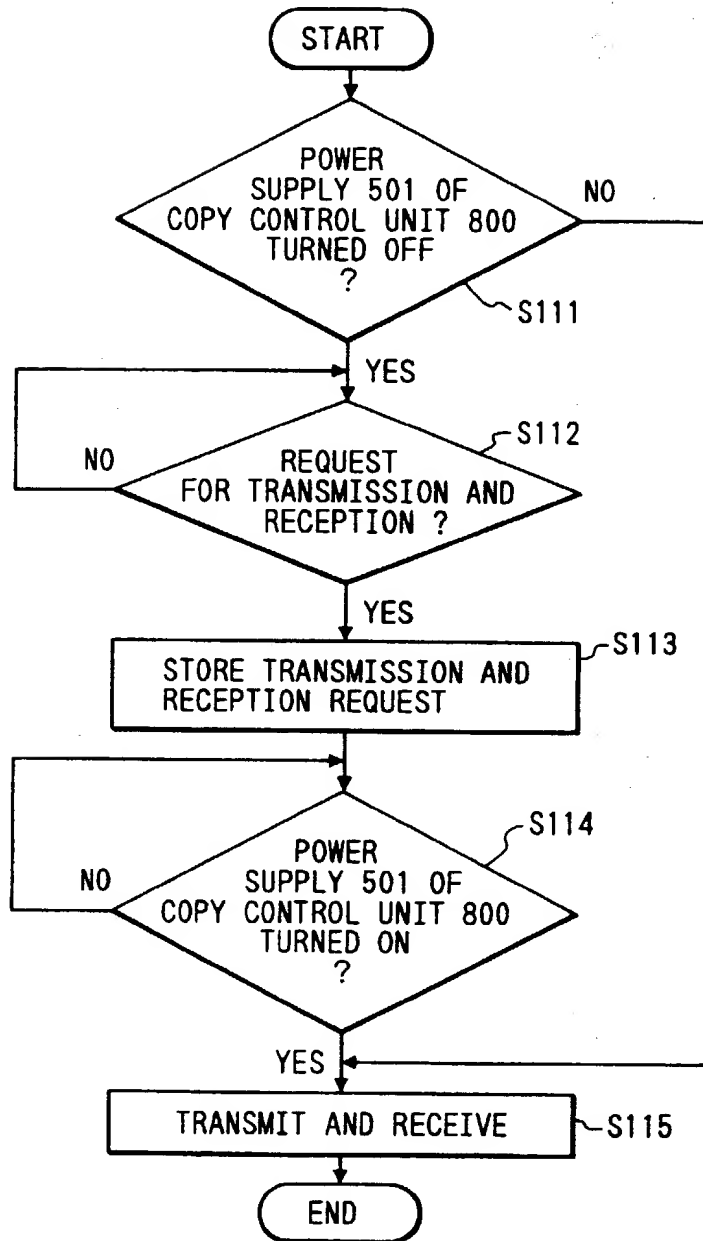 START
POWER
SUPPLY 501 OF
COPY CONTROL UNIT 800
TURNED OFF
?
NO
S111
YES
S112
NO
REQUEST
FOR TRANSMISSION AND
RECEPTION ?
YES
S113
STORE TRANSMISSION AND
RECEPTION REQUEST
S114
POWER
SUPPLY 501 OF
COPY CONTROL UNIT 800
TURNED ON
?
NO
YES
TRANSMIT AND RECEIVE
S115
END